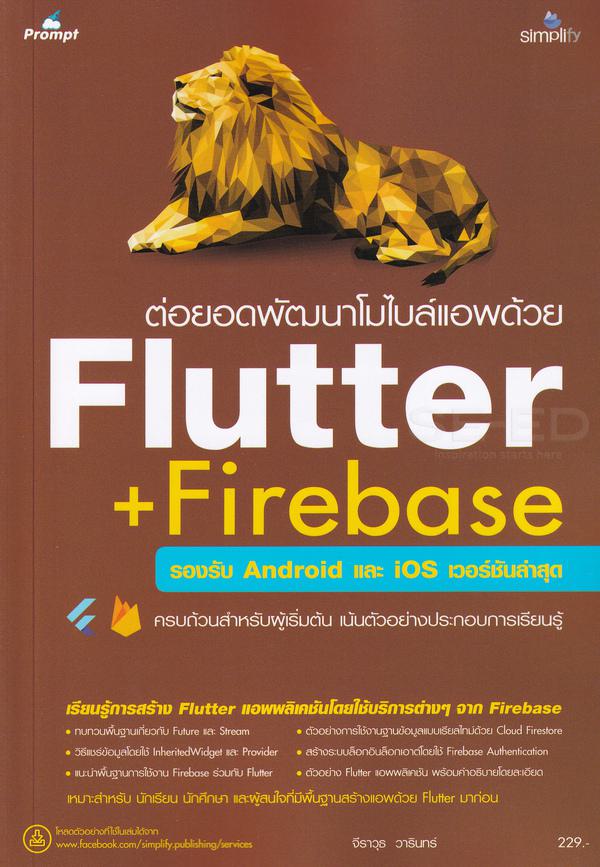 Prompt
simplify
ต่อยอดพัฒนาโมไบล์แอพด้วย
Flutter
SE-ED
inspiration starts here
+Firebase
รองรับ Android และ iOS เวอร์ชันล่าสุด
ครบถ้วนสำหรับผู้เริ่มต้น เน้นตัวอย่างประกอบการเรียนรู้
เรียนรู้การสร้าง Flutter แอพพลิเคชันโดยใช้บริการต่างๆ จาก Firebase
• ทบทวนพื้นฐานเกี่ยวกับ Future และ Stream
• วิธีแชร์ข้อมูลโดยใช้ InheritedWidget และ Provider
• แนะนำพื้นฐานการใช้งาน Firebase ร่วมกับ Flutter
• ตัวอย่างการใช้งานฐานข้อมูลแบบเรียลไทม์ด้วย Cloud Firestore
• สร้างระบบล็อกอินล็อกเอาต์โดยใช้ Firebase Authentication
• ตัวอย่าง Flutter แอพพลิเคชัน พร้อมคำอธิบายโดยละเอียด
เหมาะสำหรับ นักเรียน นักศึกษา และผู้สนใจที่มีพื้นฐานสร้างแอพด้วย Flutter มาก่อน
โหลดตัวอย่างที่ใช้ในเล่มได้จาก
www.facebook.com/simplify.publishing/services
จีราวุธ วารินทร์
229.-